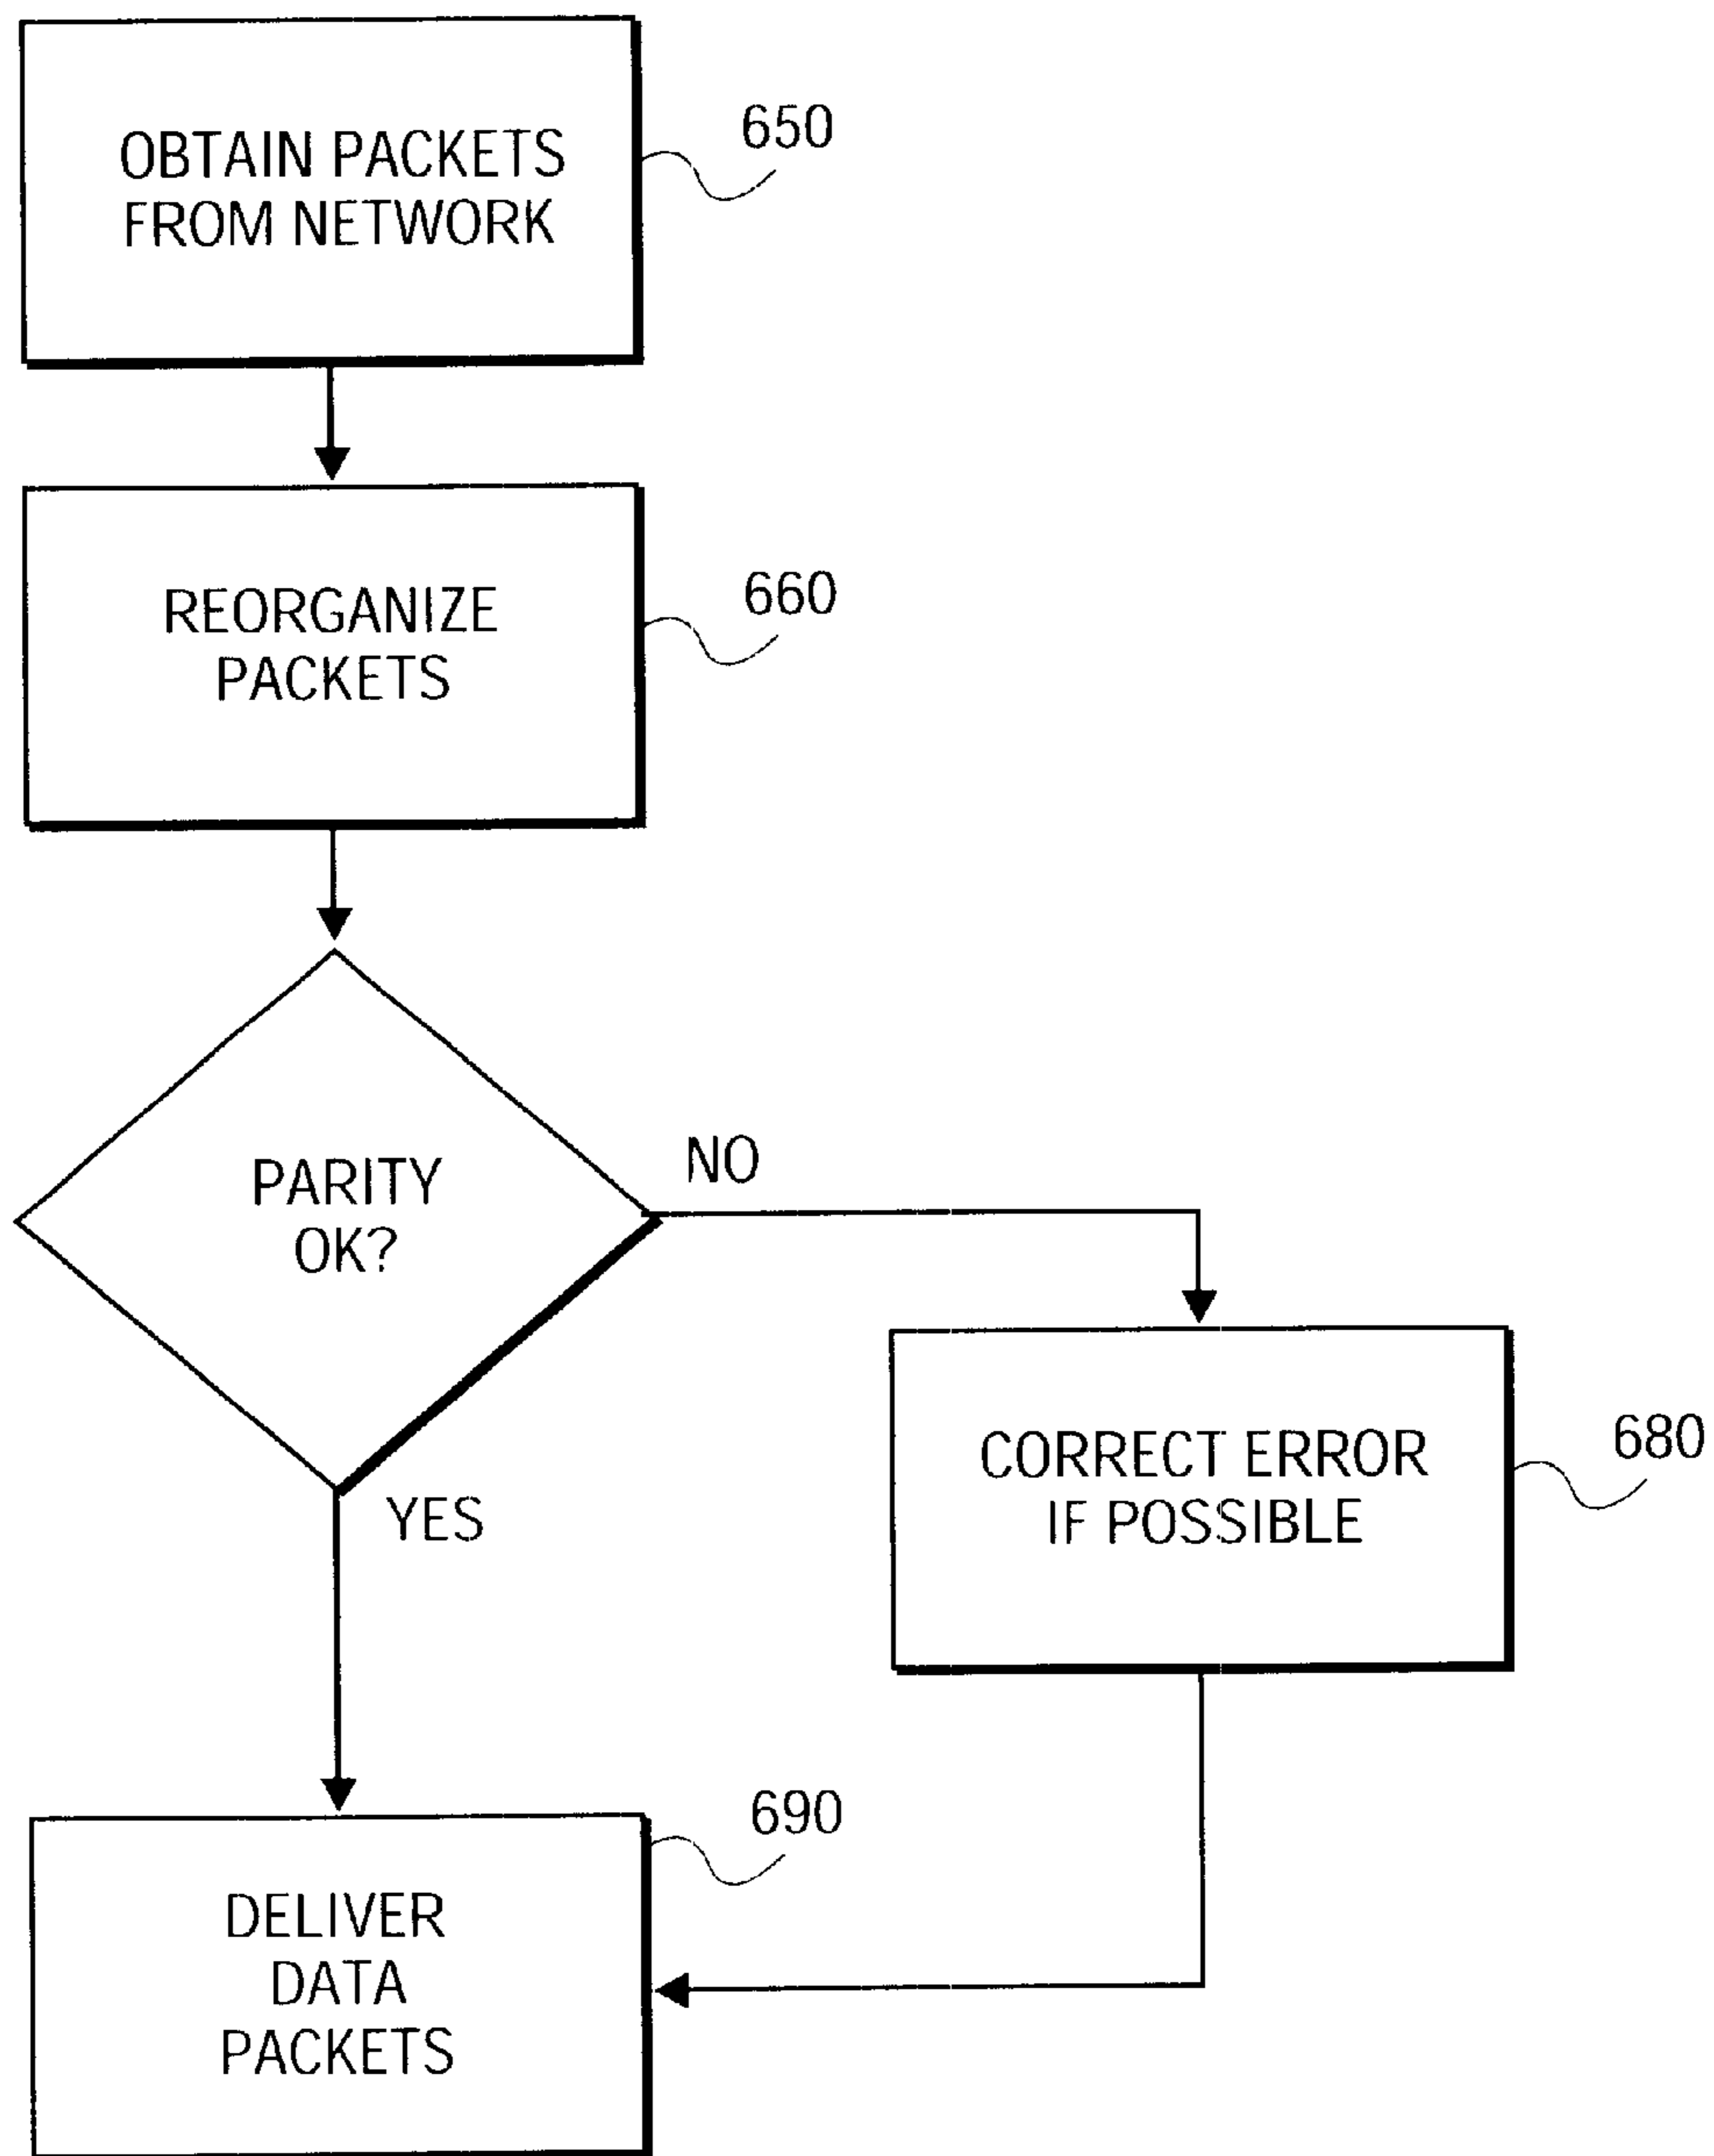 OBTAIN PACKETS
FROM NETWORK
650
REORGANIZE
PACKETS
660
PARITY
OK?
NO
YES
CORRECT ERROR
IF POSSIBLE
680
690
DELIVER
DATA
PACKETS